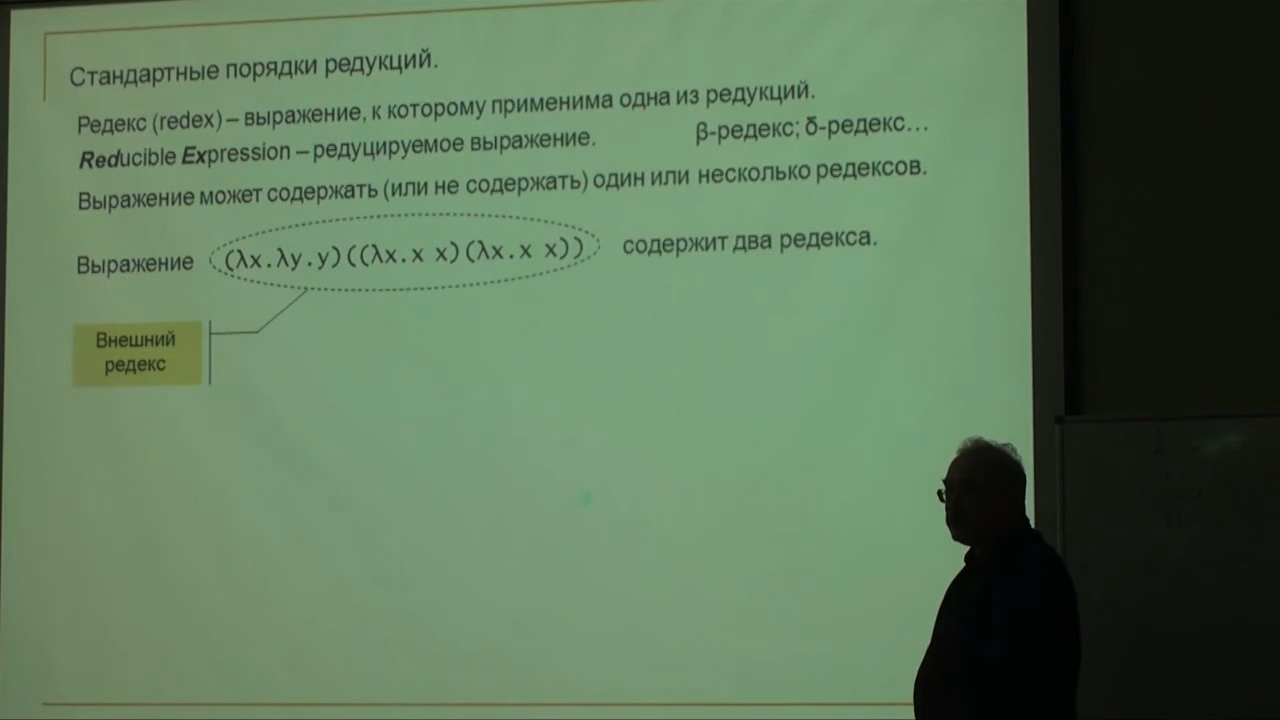 Стандартные порядки редукций.
Редекс (redex) – выражение, к которому применима одна из редукций.
Reducible Expression – редуцируемое выражение. β-редекс; δ-редекс…
Выражение может содержать (или не содержать) один или несколько редексов.
Выражение (λx.λy.y)((λx.x x)(λx.x x)) содержит два редекса.
Внешний
редекс